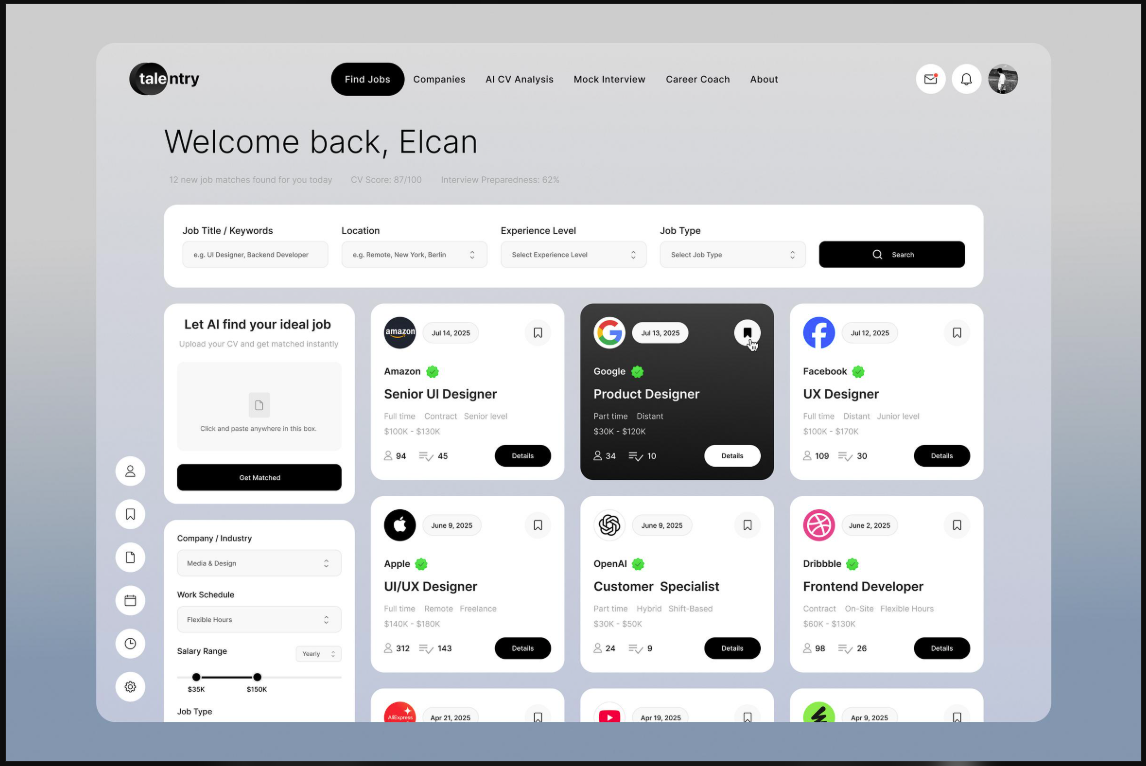 talentry
Find Jobs
Companies
AI CV Analysis
Mock Interview
Career Coach
About
Welcome back, Elcan
12 new job matches found for you today
CV Score: 87/100
Interview Preparedness: 62%
Job Title / Keywords
e.g. UI Designer, Backend Developer
Location
e.g. Remote, New York, Berlin
Experience Level
Select Experience Level
Job Type
Select Job Type
Search
Let AI find your ideal job
Upload your CV and get matched instantly
Click and paste anywhere in this box.
Get Matched
Company / Industry
Media & Design
Work Schedule
Flexible Hours
Salary Range
Yearly
$35K
$150K
Job Type
amazon
Jul 14, 2025
Amazon
Senior UI Designer
Full time Contract Senior level
$100K - $130K
94
45
Details
Jul 13, 2025
Google
Product Designer
Part time Distant
$30K - $120K
34
10
Details
Jul 12, 2025
Facebook
UX Designer
Full time Distant Junior level
$100K - $170K
109
30
Details
June 9, 2025
Apple
UI/UX Designer
Full time Remote Freelance
$140K - $180K
312
143
Details
June 9, 2025
OpenAI
Customer Specialist
Part time Hybrid Shift-Based
$30K - $50K
24
9
Details
June 2, 2025
Dribbble
Frontend Developer
Contract On-Site Flexible Hours
$60K - $130K
98
26
Details
AliExpress
Apr 21, 2025
Apr 19, 2025
Apr 9, 2025